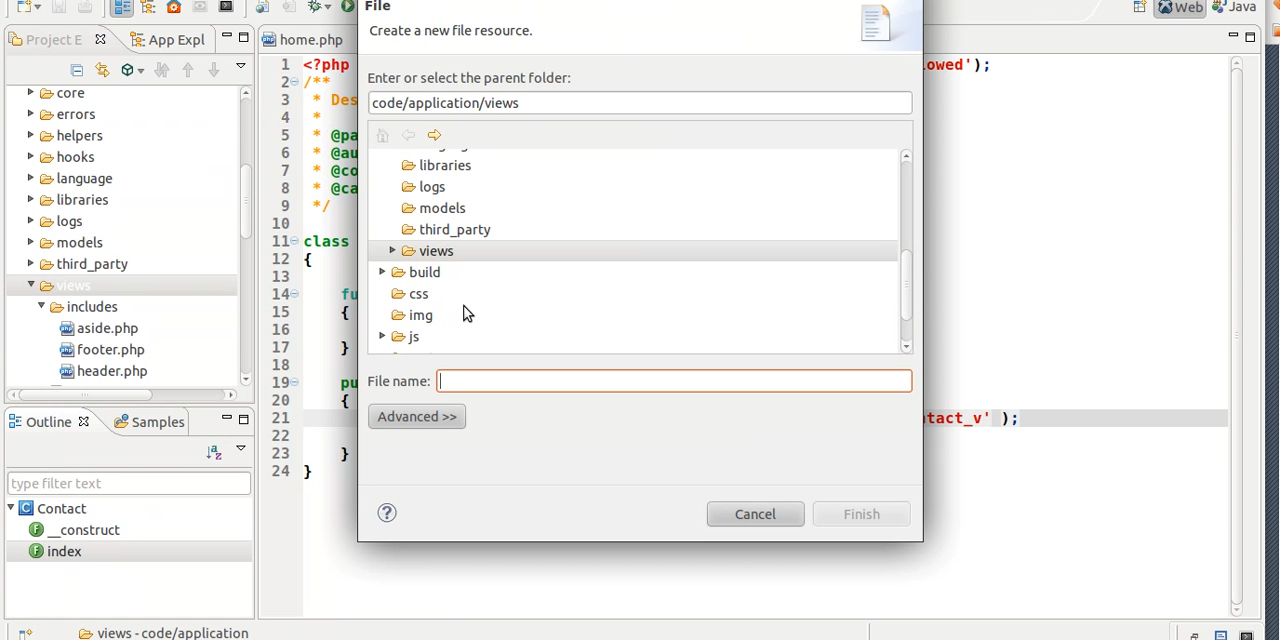 Web
Java
Project E
App Expl
home.php
core
errors
helpers
hooks
language
libraries
logs
models
third_party
views
includes
aside.php
footer.php
header.php
Outline
Samples
type filter text
Contact
__construct
index
views - code/application
1 <?php
lowed');
2 /**
3 * Des
4 *
5 * @pa
6 * @au
7 * @co
8 * @ca
9 */
10
11 class
12 {
13
14 fu
15 {
16
17 }
18
19 pu
20 {
21 ntact_v' );
22
23 }
24 }
File
Create a new file resource.
Enter or select the parent folder:
code/application/views
libraries
logs
models
third_party
views
build
css
img
js
File name:
Advanced >>
?
Cancel
Finish